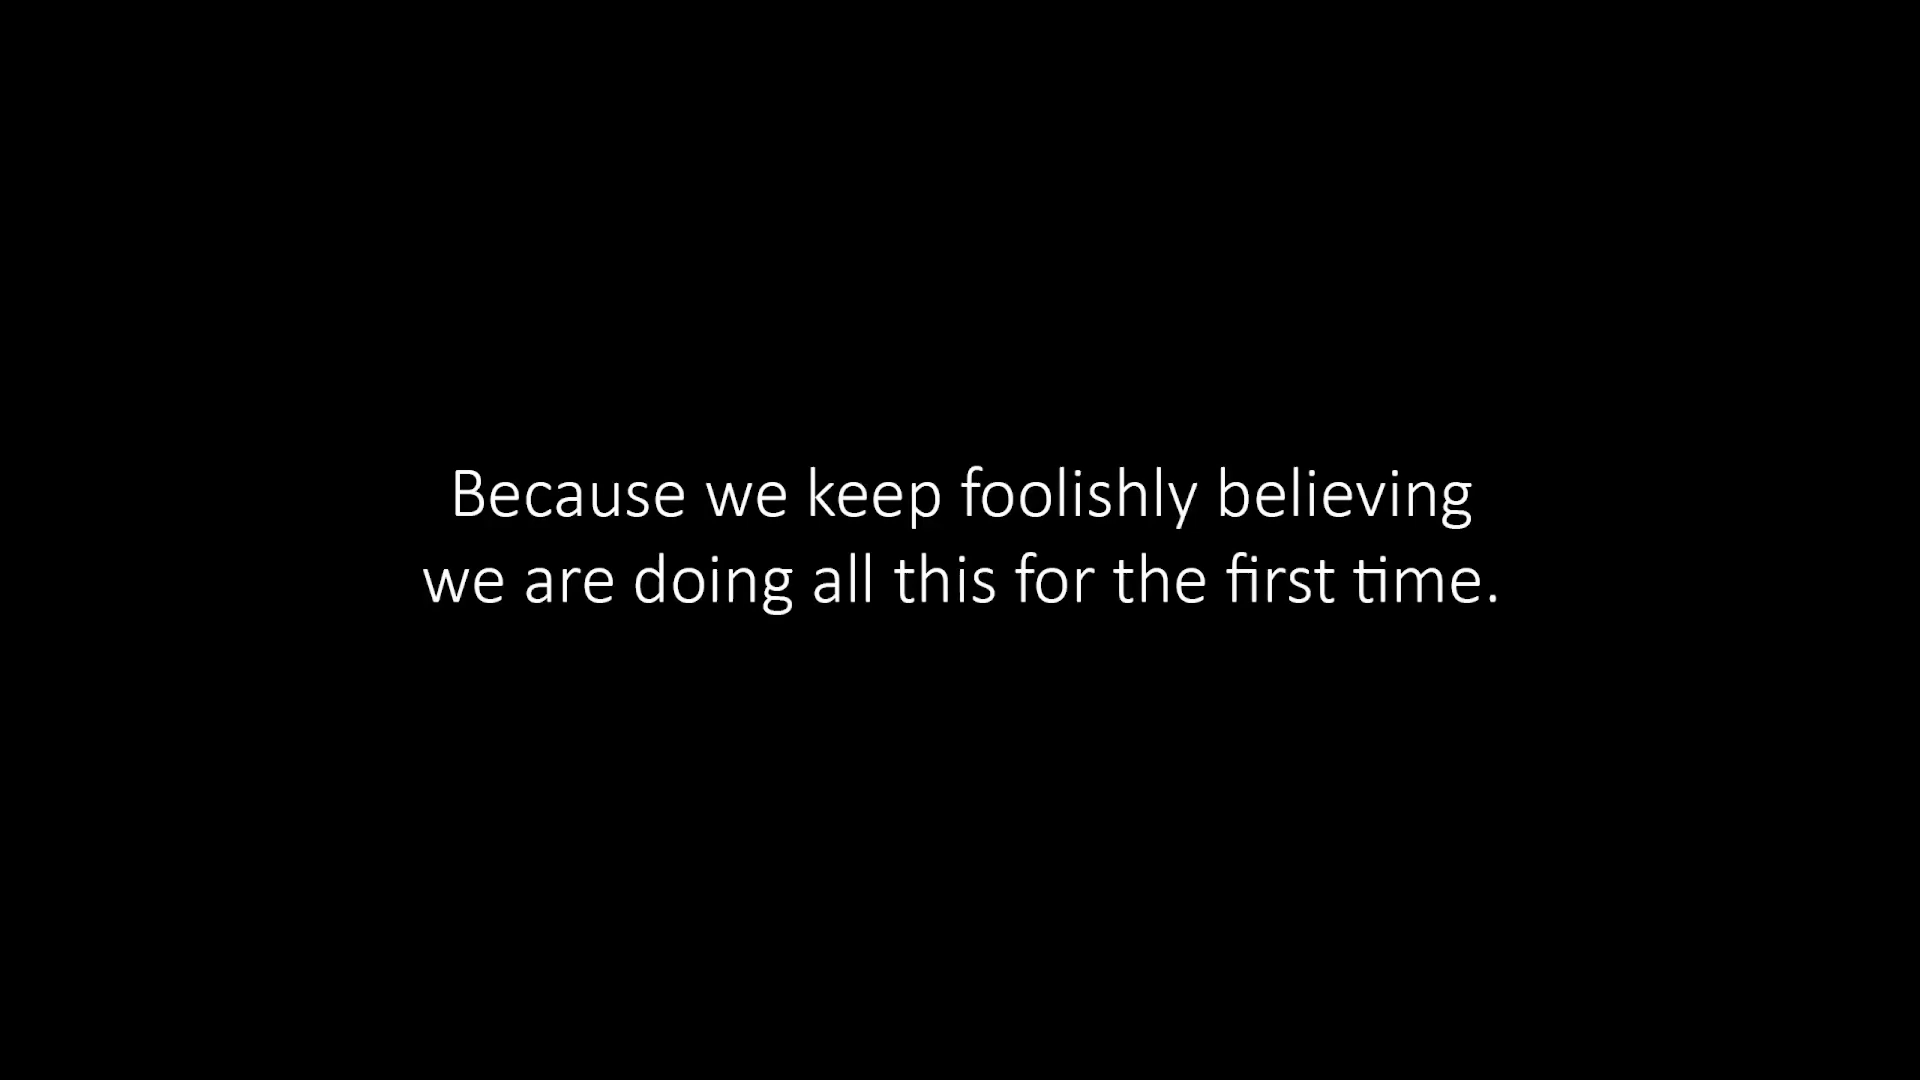 Because we keep foolishly believing
we are doing all this for the first time.